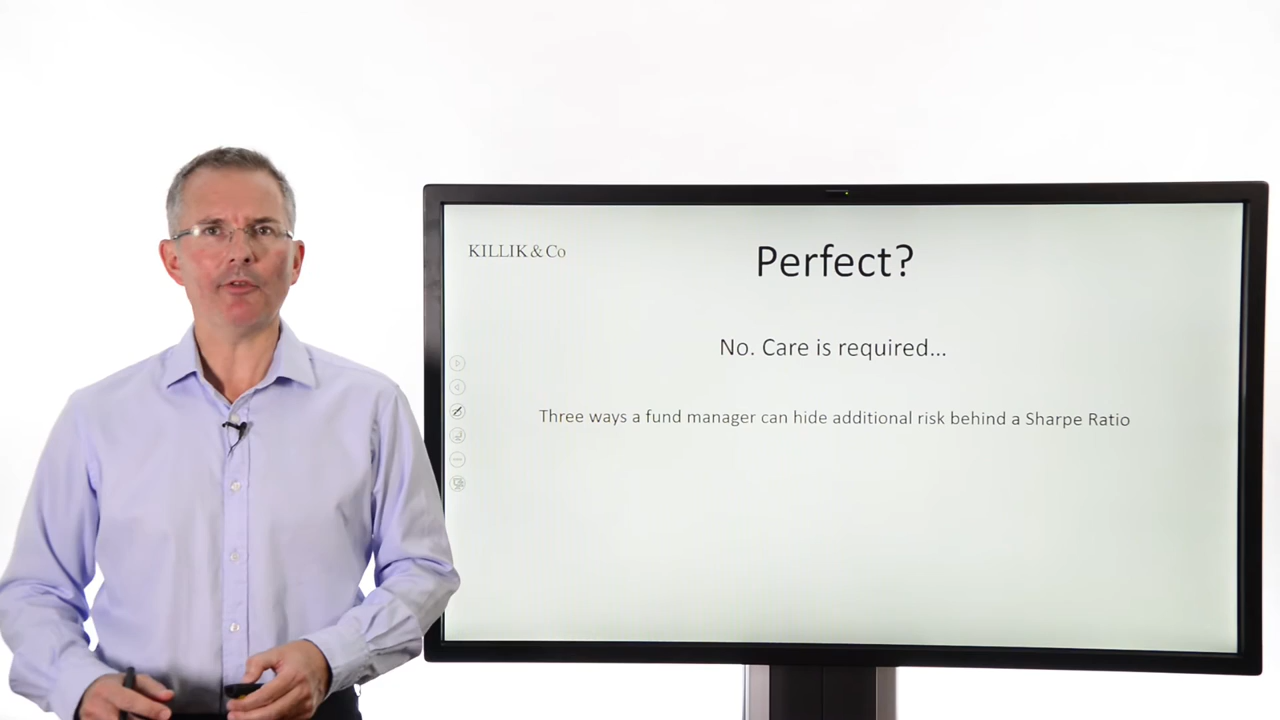 KILLIK & Co
Perfect?
No. Care is required...
Three ways a fund manager can hide additional risk behind a Sharpe Ratio